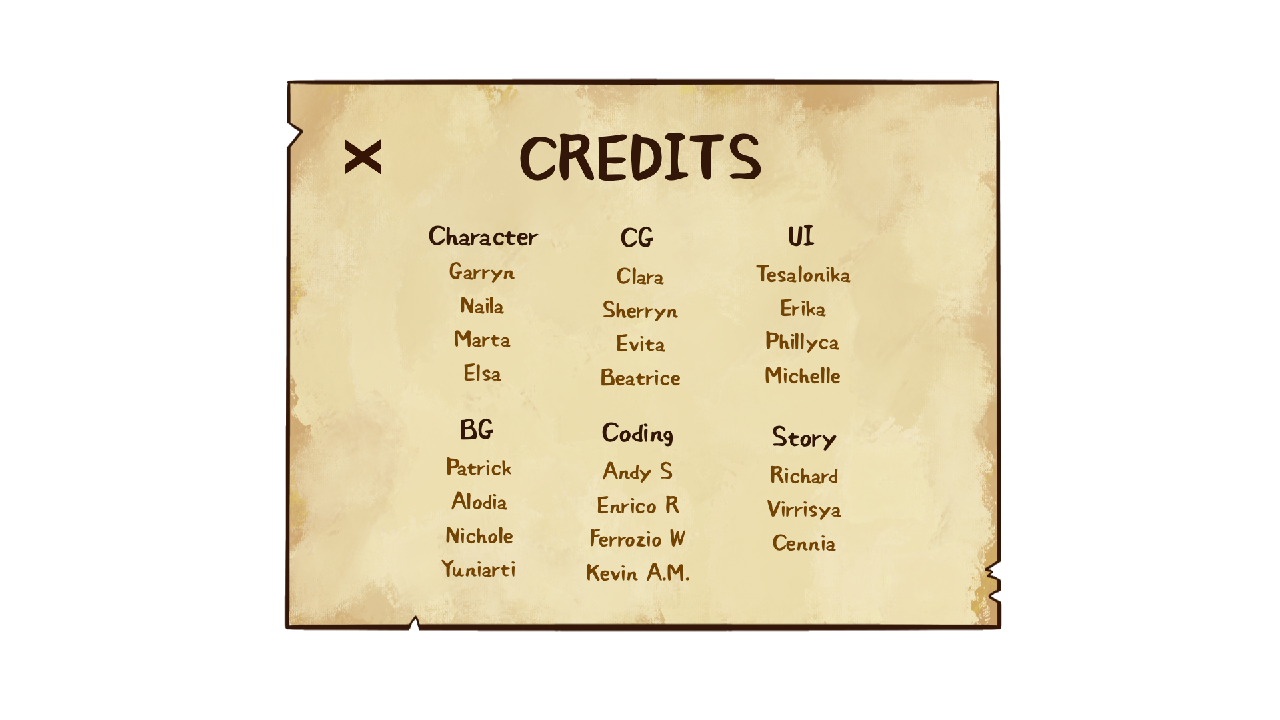 X
CREDITS
Character
Garryn
Naila
Marta
Elsa
CG
Clara
Sherryn
Evita
Beatrice
UI
Tesalonika
Erika
Phillyca
Michelle
BG
Patrick
Alodia
Nichole
Yuniarti
Coding
Andy S
Enrico R
Ferrozio W
Kevin A.M.
Story
Richard
Virrisya
Cennia